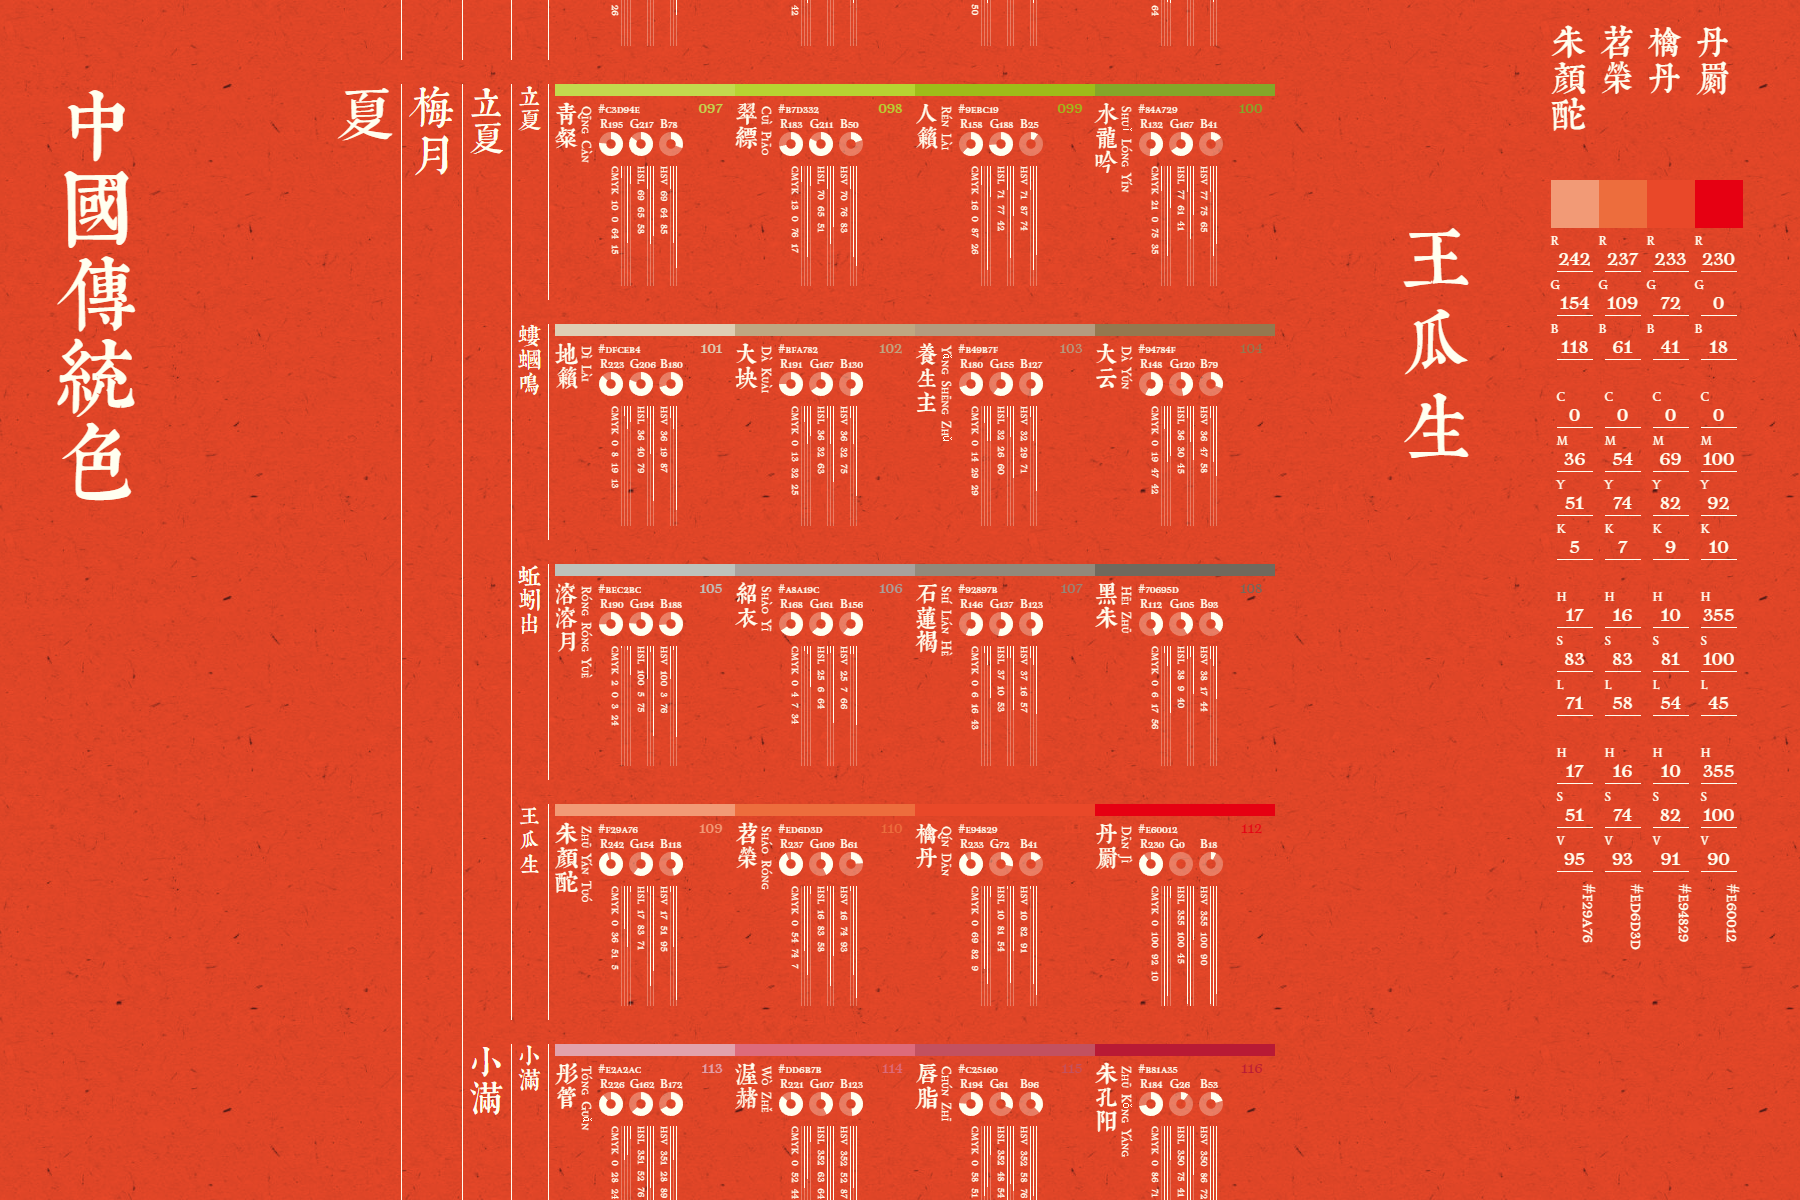 中國傳統色
夏
梅月
立夏
立夏
26
42
50
64
青粲
Qīng Càn
#C3D94E
097
R195 G217 B78
CMYK 10 0 64 15
HSL 69 65 58
HSV 69 64 85
翠縹
Cuì Piǎo
#B7D332
098
R183 G211 B50
CMYK 13 0 76 17
HSL 70 65 51
HSV 70 76 83
人籟
Rén Lài
#9EBC19
099
R158 G188 B25
CMYK 16 0 87 26
HSL 71 77 42
HSV 71 87 74
水龍吟
Shuǐ Lóng Yín
#84A729
100
R132 G167 B41
CMYK 21 0 75 35
HSL 77 61 41
HSV 77 75 65
螻蟈鳴
地籟
Dì Lài
#DFCEB4
101
R223 G206 B180
CMYK 0 8 19 13
HSL 36 40 79
HSV 36 19 87
大块
Dà Kuài
#BFA782
102
R191 G167 B130
CMYK 0 13 32 25
HSL 36 32 63
HSV 36 32 75
養生主
Yǎng Shēng Zhǔ
#B49B7F
103
R180 G155 B127
CMYK 0 14 29 29
HSL 32 26 60
HSV 32 29 71
大云
Dà Yún
#94784F
104
R148 G120 B79
CMYK 0 19 47 42
HSL 36 30 45
HSV 36 47 58
蚯蚓出
溶溶月
Róng Róng Yuè
#BEC2BC
105
R190 G194 B188
CMYK 2 0 3 24
HSL 100 5 75
HSV 100 3 76
紹衣
Shào Yī
#A8A19C
106
R168 G161 B156
CMYK 0 4 7 34
HSL 25 6 64
HSV 25 7 66
石蓮褐
Shí Lián Hè
#92897B
107
R146 G137 B123
CMYK 0 6 16 43
HSL 37 10 53
HSV 37 16 57
黑朱
Hēi Zhū
#70695D
108
R112 G105 B93
CMYK 0 6 17 56
HSL 38 9 40
HSV 38 17 44
王瓜生
朱顏酡
Zhū Yán Tuó
#F29A76
109
R242 G154 B118
CMYK 0 36 51 5
HSL 17 83 71
HSV 17 51 95
苕榮
Sháo Róng
#ED6D3D
110
R237 G109 B61
CMYK 0 54 74 7
HSL 16 83 58
HSV 16 74 93
檎丹
Qín Dān
#E94829
R233 G72 B41
CMYK 0 69 82 9
HSL 10 81 54
HSV 10 82 91
丹罽
Dān Jì
#E60012
112
R230 G0 B18
CMYK 0 100 92 10
HSL 355 100 45
HSV 355 100 90
小滿
小滿
彤管
Tóng Guǎn
#E2A2AC
113
R226 G162 B172
CMYK 0 28 24
HSL 351 52 76
HSV 351 28 89
渥赭
Wò Zhě
#DD6B7B
114
R221 G107 B123
CMYK 0 52 44
HSL 352 63 64
HSV 352 52 87
唇脂
Chún Zhī
#C25160
R194 G81 B96
CMYK 0 58 51
HSL 352 48 54
HSV 352 58 76
朱孔阳
Zhū Kǒng Yáng
#B81A35
116
R184 G26 B53
CMYK 0 86 71
HSL 350 75 41
HSV 350 86 72
王瓜生
朱顏酡
苕榮
檎丹
丹罽
R R R R
242 237 233 230
G G G G
154 109 72 0
B B B B
118 61 41 18
C C C C
0 0 0 0
M M M M
36 54 69 100
Y Y Y Y
51 74 82 92
K K K K
5 7 9 10
H H H H
17 16 10 355
S S S S
83 83 81 100
L L L L
71 58 54 45
H H H H
17 16 10 355
S S S S
51 74 82 100
V V V V
95 93 91 90
#F29A76
#ED6D3D
#E94829
#E60012